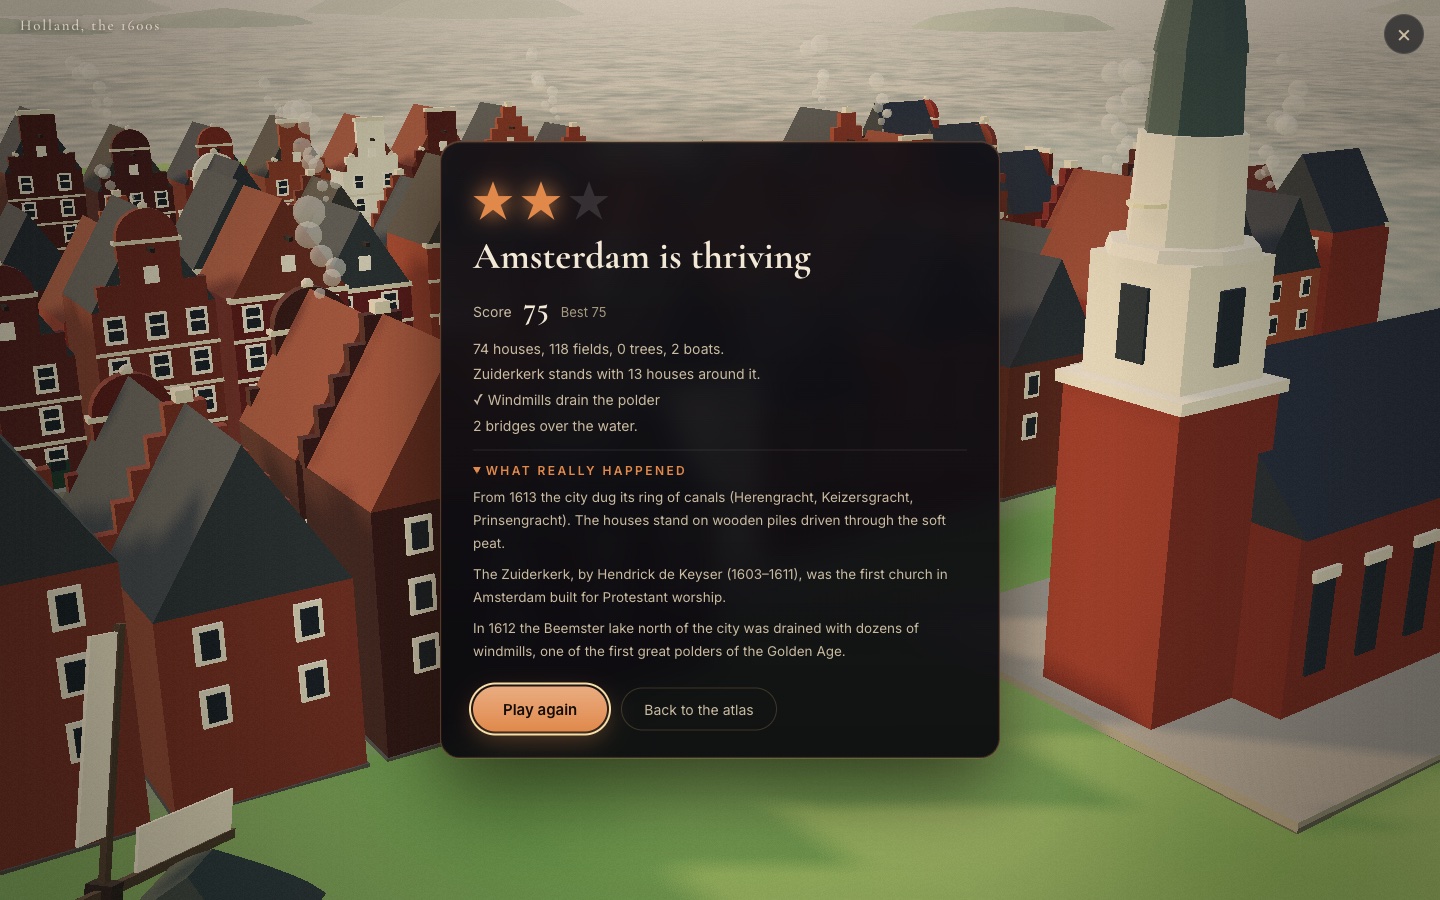 Holland, the 1600s
×
Amsterdam is thriving
Score 75 Best 75
74 houses, 118 fields, 0 trees, 2 boats.
Zuiderkerk stands with 13 houses around it.
✓ Windmills drain the polder
2 bridges over the water.
▼ WHAT REALLY HAPPENED
From 1613 the city dug its ring of canals (Herengracht, Keizersgracht,
Prinsengracht). The houses stand on wooden piles driven through the soft
peat.
The Zuiderkerk, by Hendrick de Keyser (1603–1611), was the first church in
Amsterdam built for Protestant worship.
In 1612 the Beemster lake north of the city was drained with dozens of
windmills, one of the first great polders of the Golden Age.
Play again
Back to the atlas